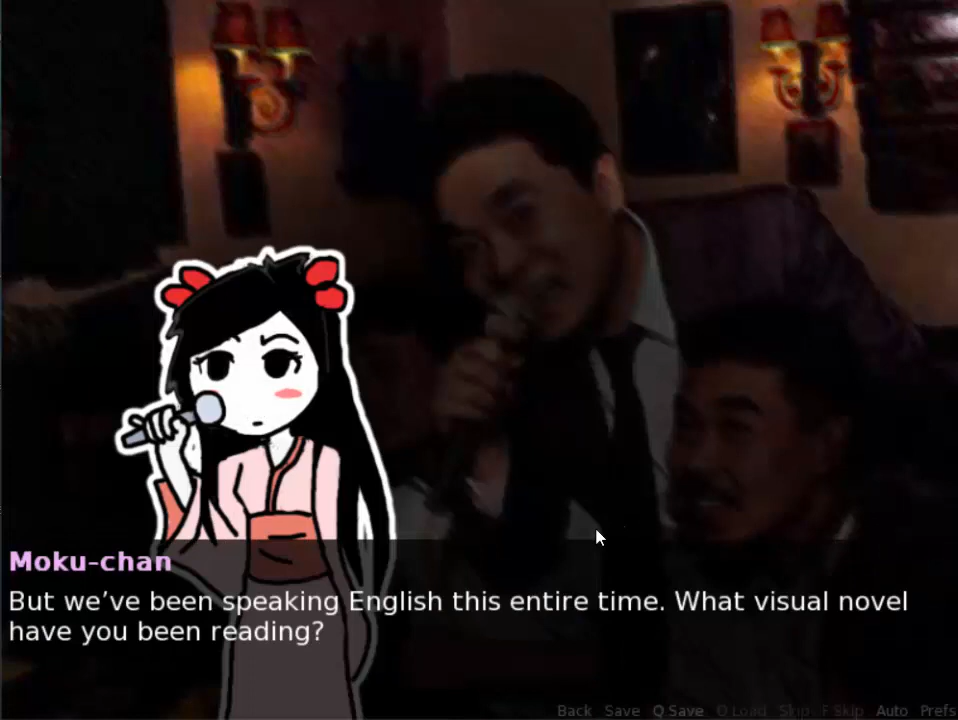 Moku-chan
But we’ve been speaking English this entire time. What visual novel
have you been reading?
Back Save Q Save Q Load Skip F Skip Auto Prefs